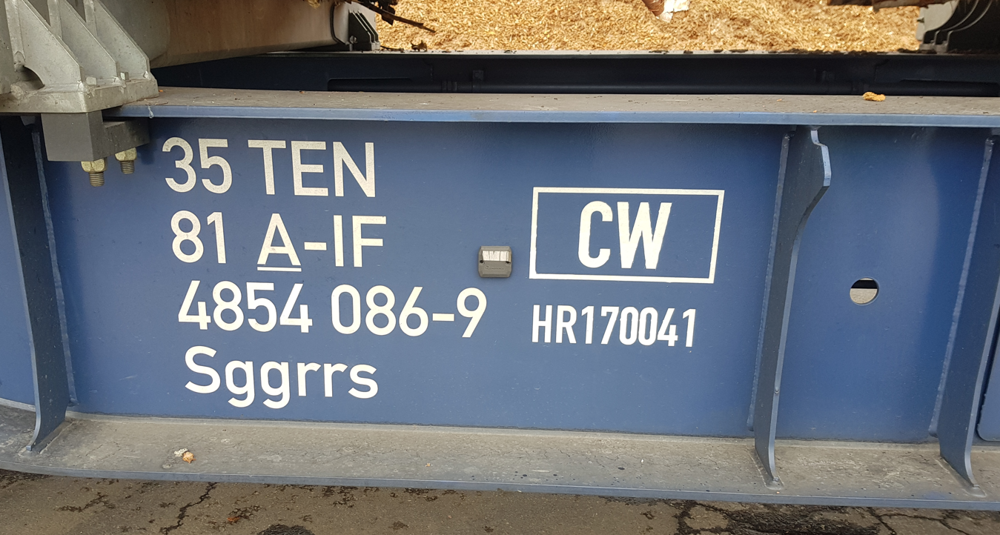 35 TEN
81 A-IF
4854 086-9
Sggrrs
CW
HR170041